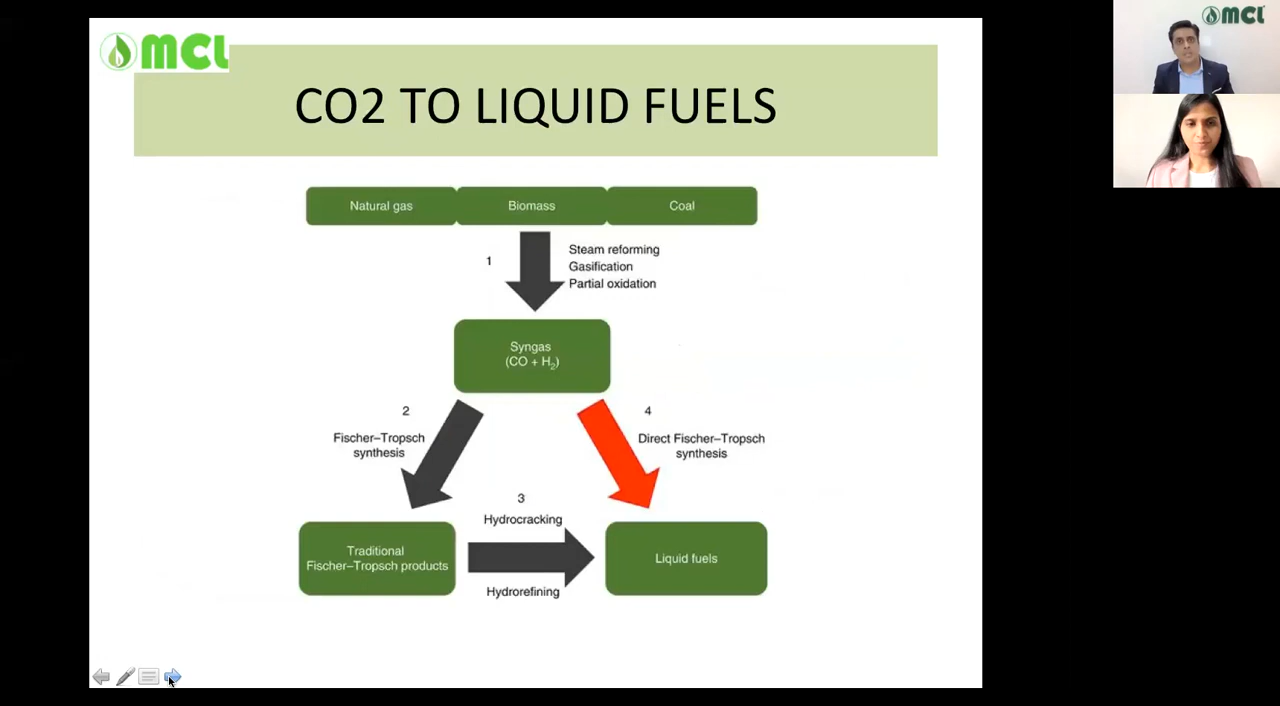 MCL
MCL
CO2 TO LIQUID FUELS
Natural gas
Biomass
Coal
1
Steam reforming
Gasification
Partial oxidation
Syngas
(CO + H₂)
2
Fischer–Tropsch
synthesis
4
Direct Fischer–Tropsch
synthesis
3
Hydrocracking
Traditional
Fischer–Tropsch products
Liquid fuels
Hydrorefining